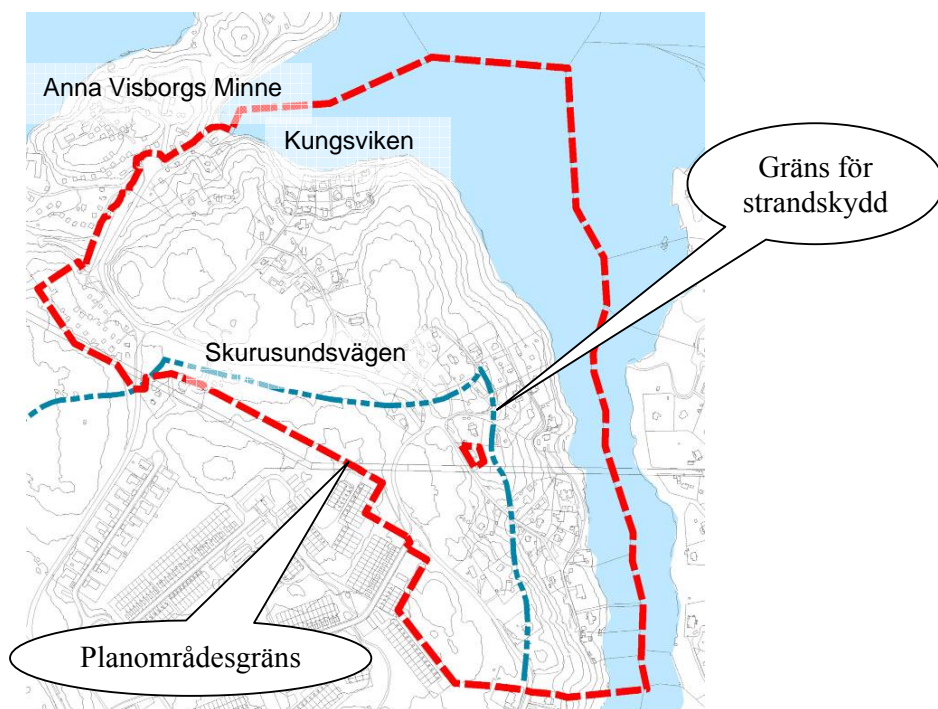 Anna Visborgs Minne
Kungsviken
Gräns för
strandskydd
Skurusundsvägen
Planområdesgräns